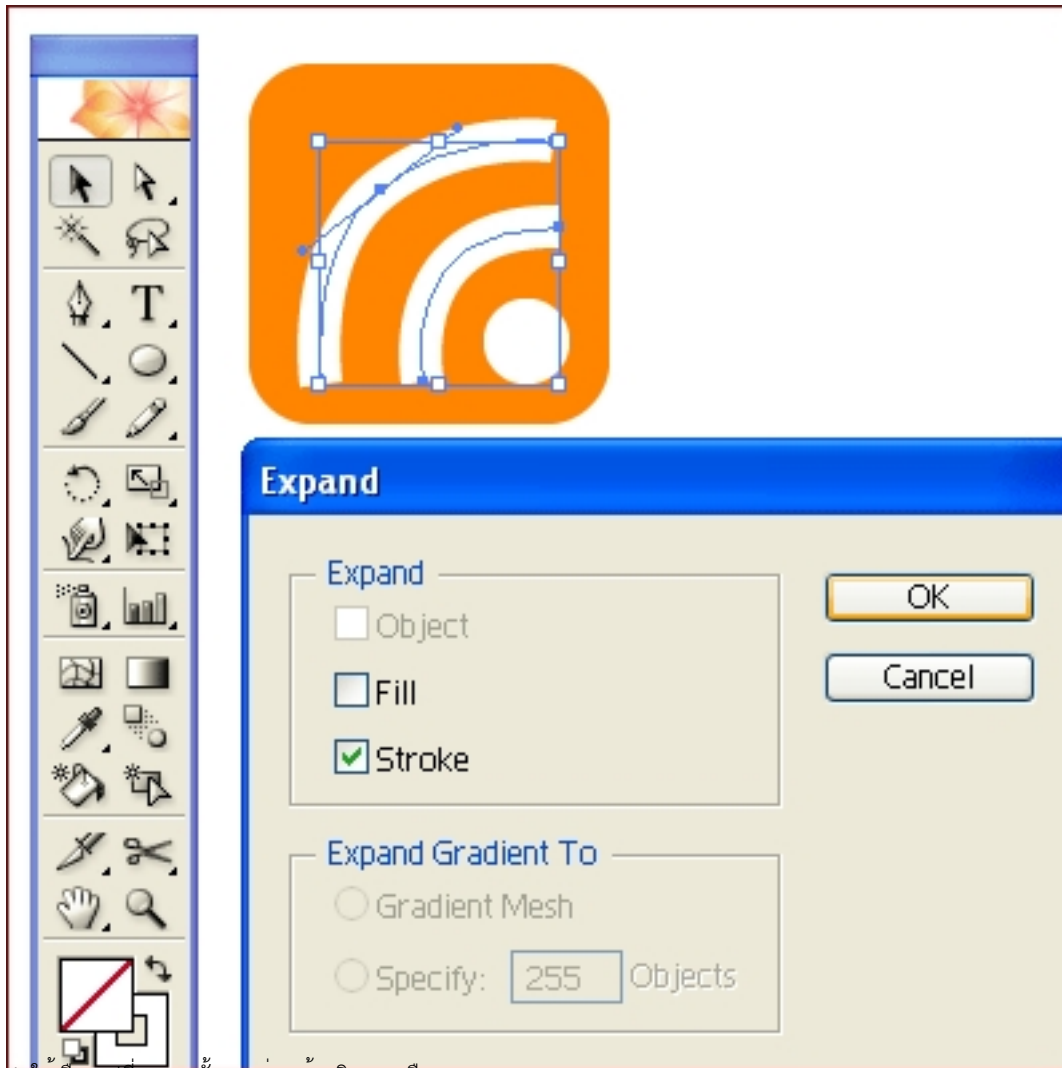 T
Expand
Expand
Object
Fill
Stroke
OK
Cancel
Expand Gradient To
Gradient Mesh
Specify: 255 Objects